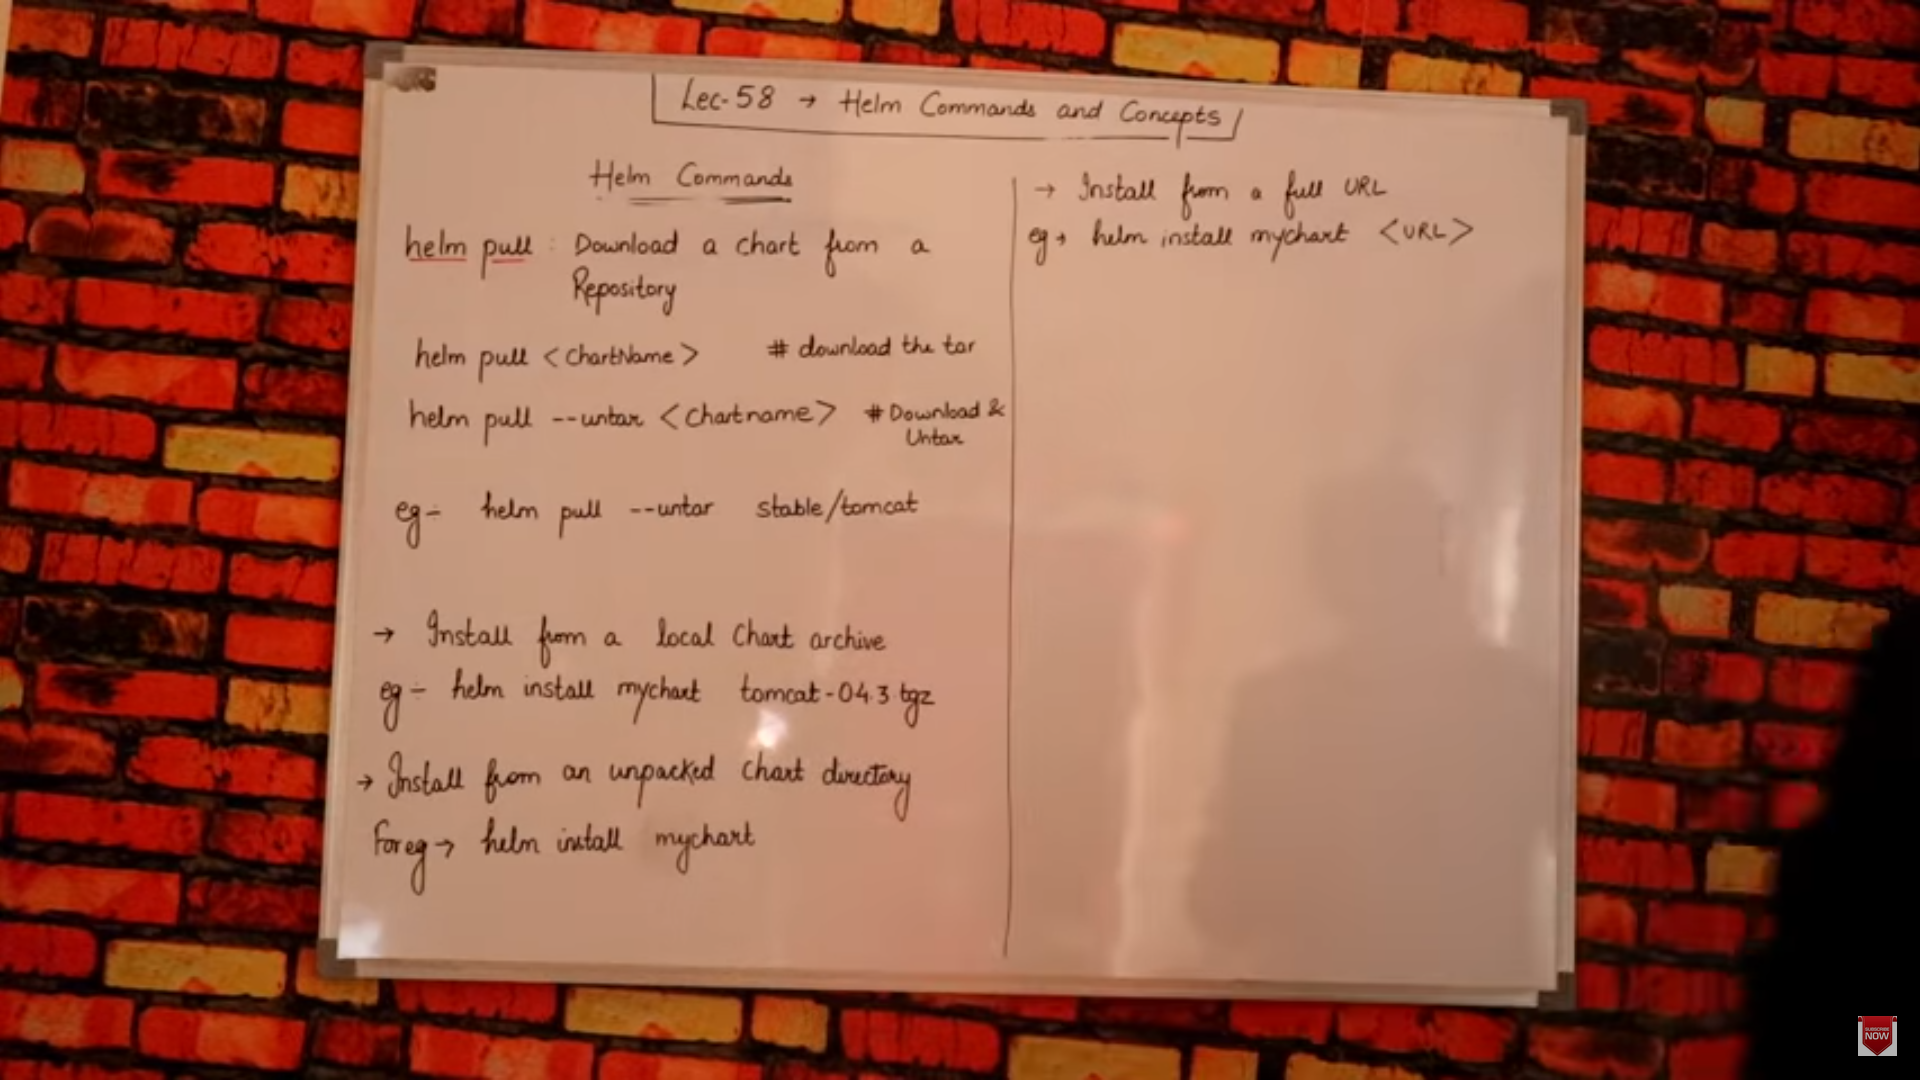 Lec-58 → Helm Commands and Concepts
Helm Commands
helm pull : Download a chart from a
Repository
helm pull <ChartName> # download the tar
helm pull --untar <Chartname> # Download &
Untar
eg- helm pull --untar stable/tomcat
→ Install from a local Chart archive
eg- helm install mychart tomcat-04.3 tgz
→ Install from an unpacked Chart directory
For eg → helm install mychart
→ Install from a full URL
eg → helm install mychart <URL>
SUBSCRIBE
NOW